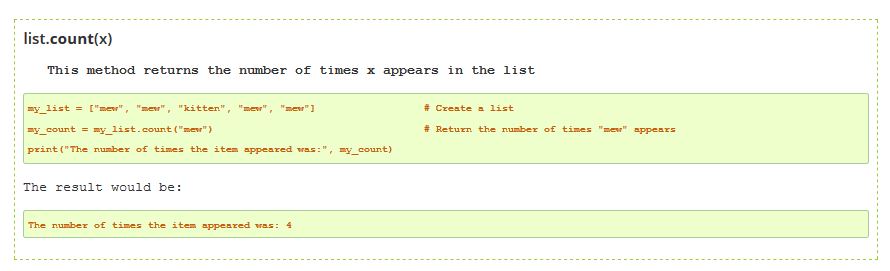 list.count(x)
This method returns the number of times x appears in the list
my_list = ["mew", "mew", "kitten", "mew", "mew"] # Create a list
my_count = my_list.count("mew") # Return the number of times "mew" appears
print("The number of times the item appeared was:", my_count)
The result would be:
The number of times the item appeared was: 4